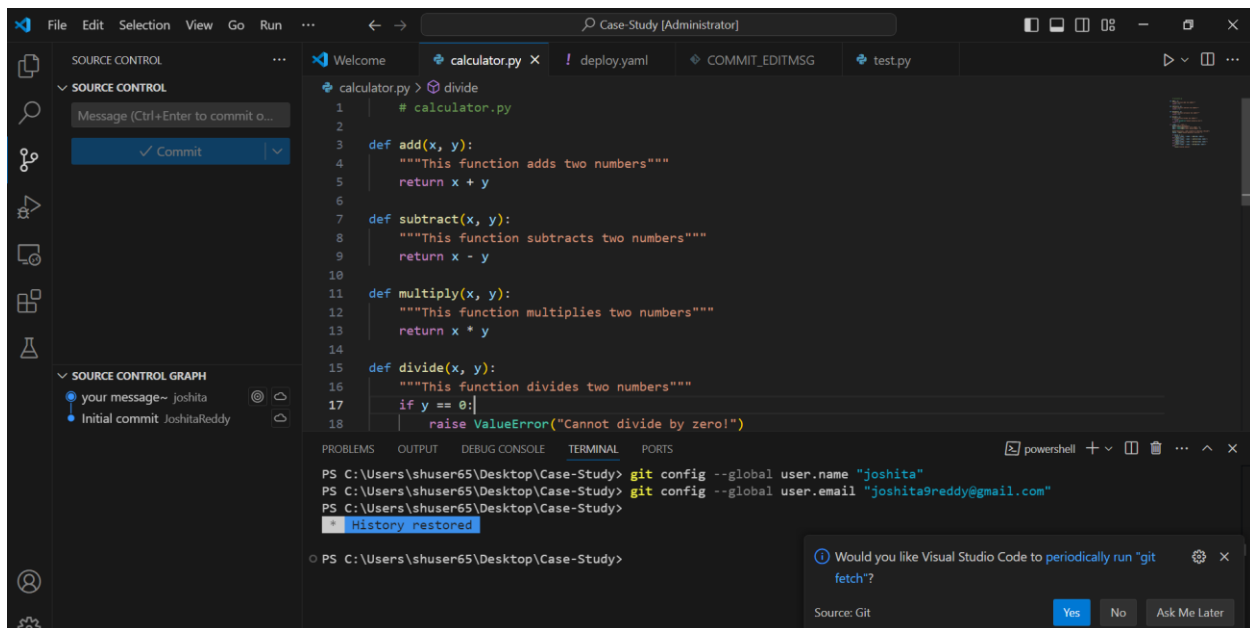 File Edit Selection View Go Run ··· ← → Case-Study [Administrator]
SOURCE CONTROL ···
SOURCE CONTROL
Message (Ctrl+Enter to commit o...
Commit
SOURCE CONTROL GRAPH
your message~ joshita
Initial commit JoshitaReddy
Welcome calculator.py × ! deploy.yaml COMMIT_EDITMSG test.py
calculator.py > divide
1 # calculator.py
2
3 def add(x, y):
4 """This function adds two numbers"""
5 return x + y
6
7 def subtract(x, y):
8 """This function subtracts two numbers"""
9 return x - y
10
11 def multiply(x, y):
12 """This function multiplies two numbers"""
13 return x * y
14
15 def divide(x, y):
16 """This function divides two numbers"""
17 if y == 0:
18 raise ValueError("Cannot divide by zero!")
PROBLEMS OUTPUT DEBUG CONSOLE TERMINAL PORTS powershell
PS C:\Users\shuser65\Desktop\Case-Study> git config --global user.name "joshita"
PS C:\Users\shuser65\Desktop\Case-Study> git config --global user.email "joshita9reddy@gmail.com"
PS C:\Users\shuser65\Desktop\Case-Study>
* History restored
PS C:\Users\shuser65\Desktop\Case-Study>
Would you like Visual Studio Code to periodically run "git
fetch"?
Source: Git Yes No Ask Me Later